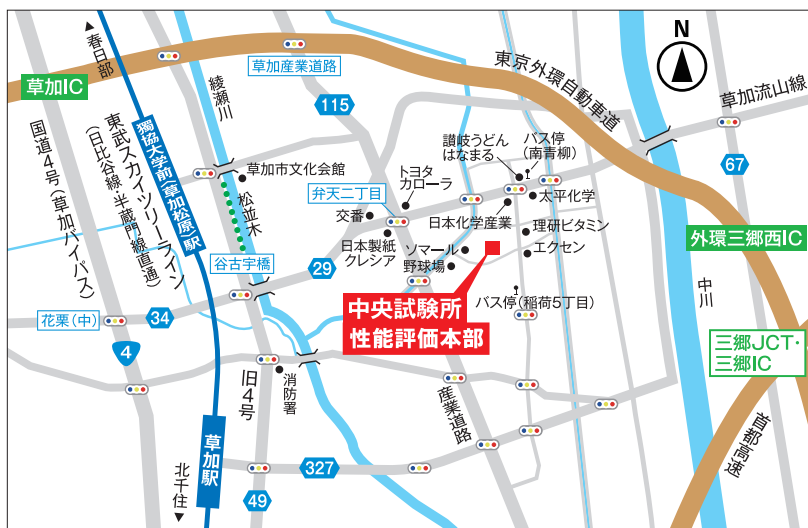 N
▲春日部
草加産業道路
東京外環自動車道
草加IC
綾瀬川
115
草加流山線
讃岐うどん
はなまる
バス停
(南青柳)
67
国道4号(草加バイパス)
東武スカイツリーライン
(日比谷線・半蔵門線直通)
獨協大学前(草加松原)駅
草加市文化会館
トヨタ
カローラ
太平化学
弁天二丁目
松並木
交番
日本化学産業
理研ビタミン
日本製紙
クレシア
ソマール
エクセン
外環三郷西IC
谷古宇橋
29
野球場
中川
中央試験所
性能評価本部
バス停(稲荷5丁目)
花栗(中)
34
三郷JCT・
三郷IC
4
旧4号
消防署
産業道路
首都高速
草加駅
327
北千住▼
49